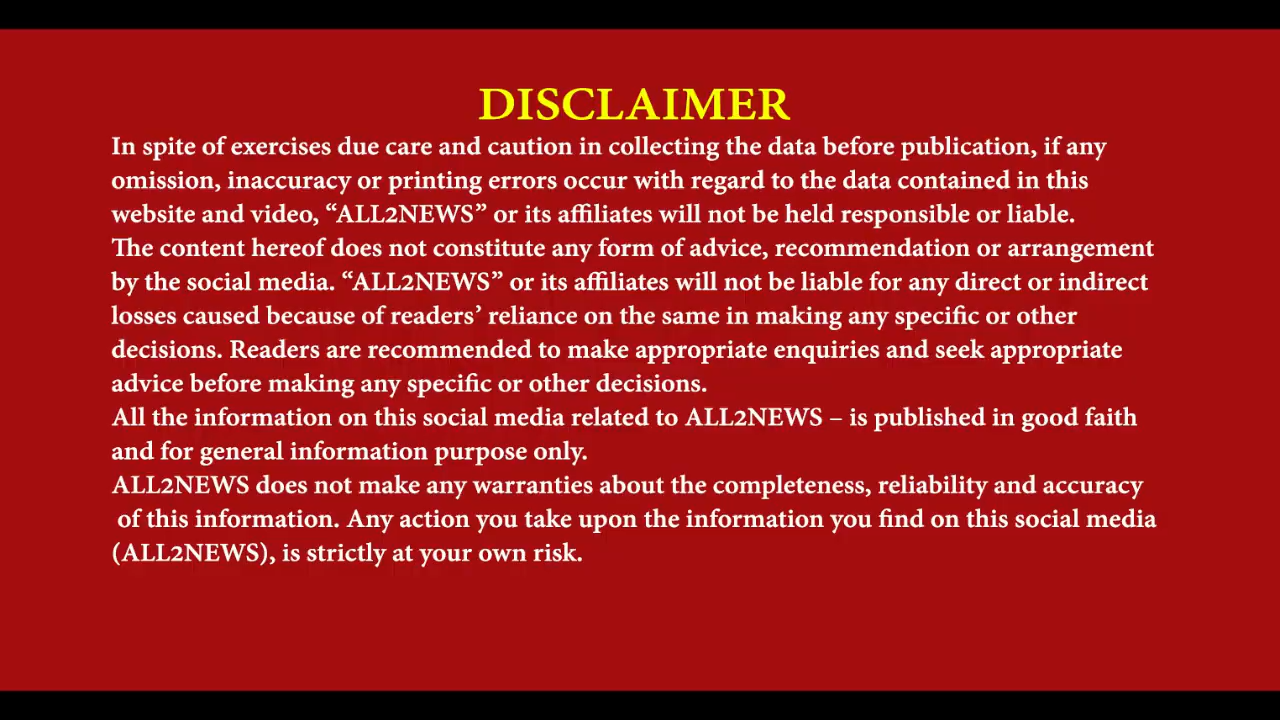 DISCLAIMER
In spite of exercises due care and caution in collecting the data before publication, if any
omission, inaccuracy or printing errors occur with regard to the data contained in this
website and video, “ALL2NEWS” or its affiliates will not be held responsible or liable.
The content hereof does not constitute any form of advice, recommendation or arrangement
by the social media. “ALL2NEWS” or its affiliates will not be liable for any direct or indirect
losses caused because of readers’ reliance on the same in making any specific or other
decisions. Readers are recommended to make appropriate enquiries and seek appropriate
advice before making any specific or other decisions.
All the information on this social media related to ALL2NEWS – is published in good faith
and for general information purpose only.
ALL2NEWS does not make any warranties about the completeness, reliability and accuracy
of this information. Any action you take upon the information you find on this social media
(ALL2NEWS), is strictly at your own risk.